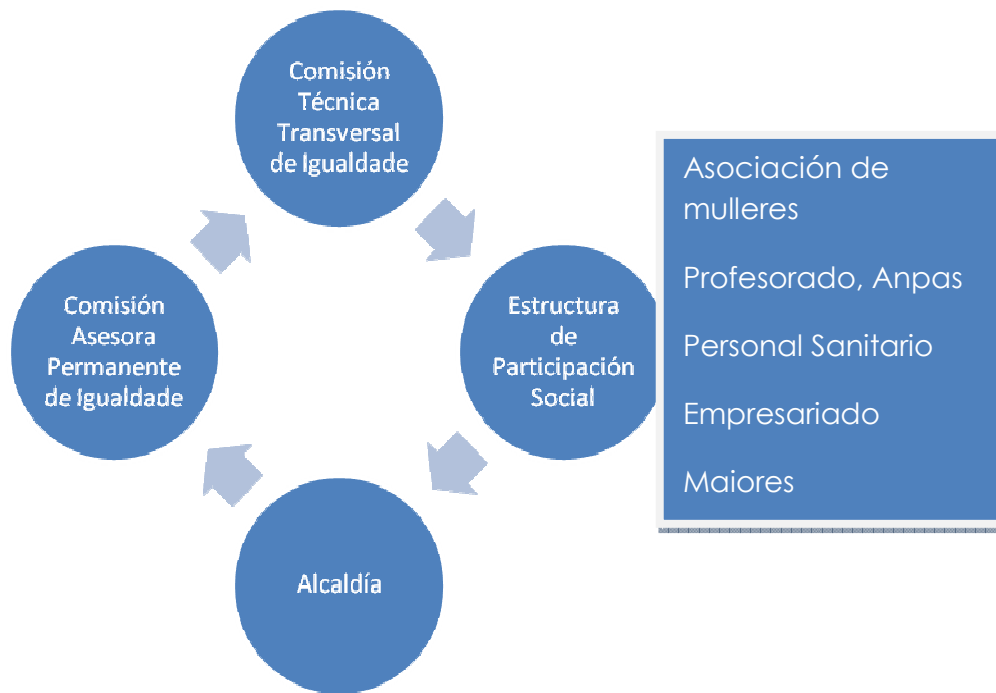 Comisión
Técnica
Transversal
de Igualdade
Asociación de
mulleres
Profesorado, Anpas
Personal Sanitario
Empresariado
Maiores
Comisión
Asesora
Permanente
de Igualdade
Estructura
de
Participación
Social
Alcaldía